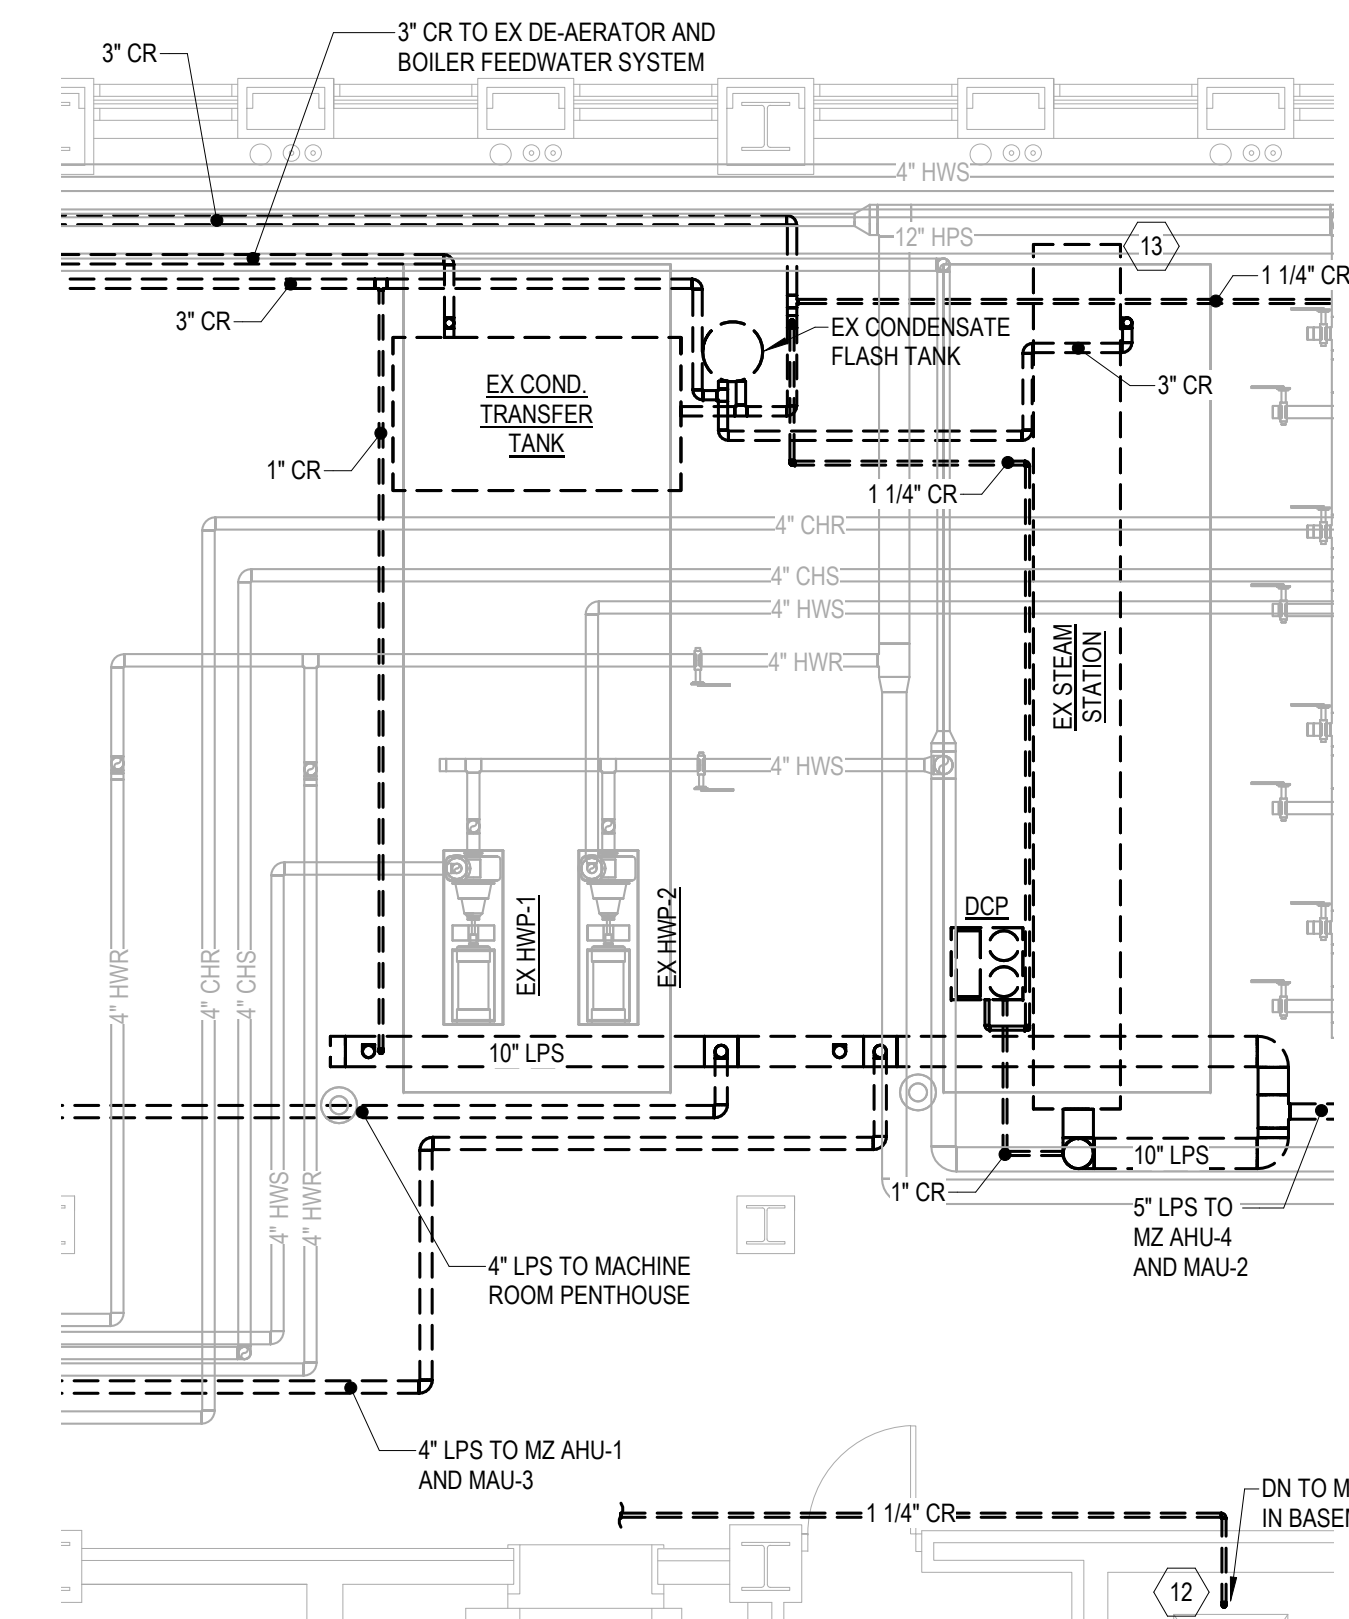 3" CR
3" CR TO EX DE-AERATOR AND
BOILER FEEDWATER SYSTEM
4" HWS
12" HPS
13
1 1/4" CR
3" CR
EX CONDENSATE
FLASH TANK
EX COND.
TRANSFER
TANK
3" CR
1" CR
1 1/4" CR
4" CHR
4" CHS
4" HWS
4" HWR
EX STEAM
STATION
4" HWS
EX HWP-1
EX HWP-2
DCP
4" HWR
4" CHR
4" CHS
10" LPS
10" LPS
1" CR
4" HWS
4" HWR
5" LPS TO
MZ AHU-4
AND MAU-2
4" LPS TO MACHINE
ROOM PENTHOUSE
4" LPS TO MZ AHU-1
AND MAU-3
1 1/4" CR
DN TO
IN
12